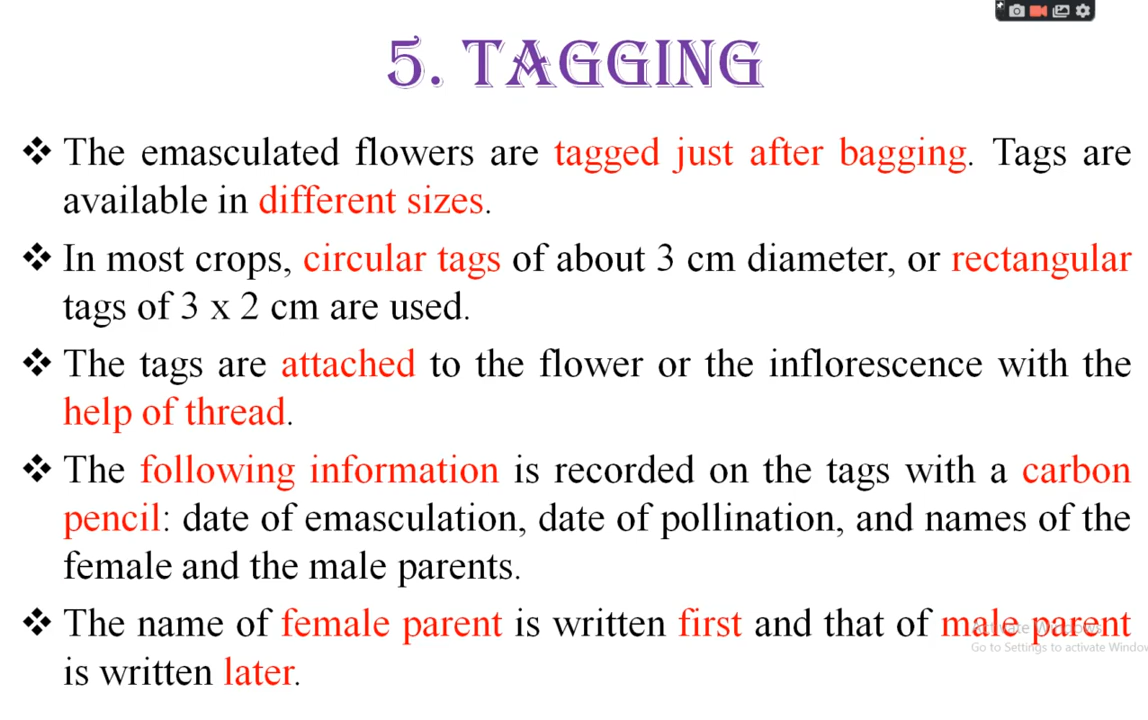 5. TAGGING
❖ The emasculated flowers are tagged just after bagging. Tags are
available in different sizes.
❖ In most crops, circular tags of about 3 cm diameter, or rectangular
tags of 3 x 2 cm are used.
❖ The tags are attached to the flower or the inflorescence with the
help of thread.
❖ The following information is recorded on the tags with a carbon
pencil: date of emasculation, date of pollination, and names of the
female and the male parents.
❖ The name of female parent is written first and that of male parent
is written later.
Activate Windows
Go to Settings to activate Window